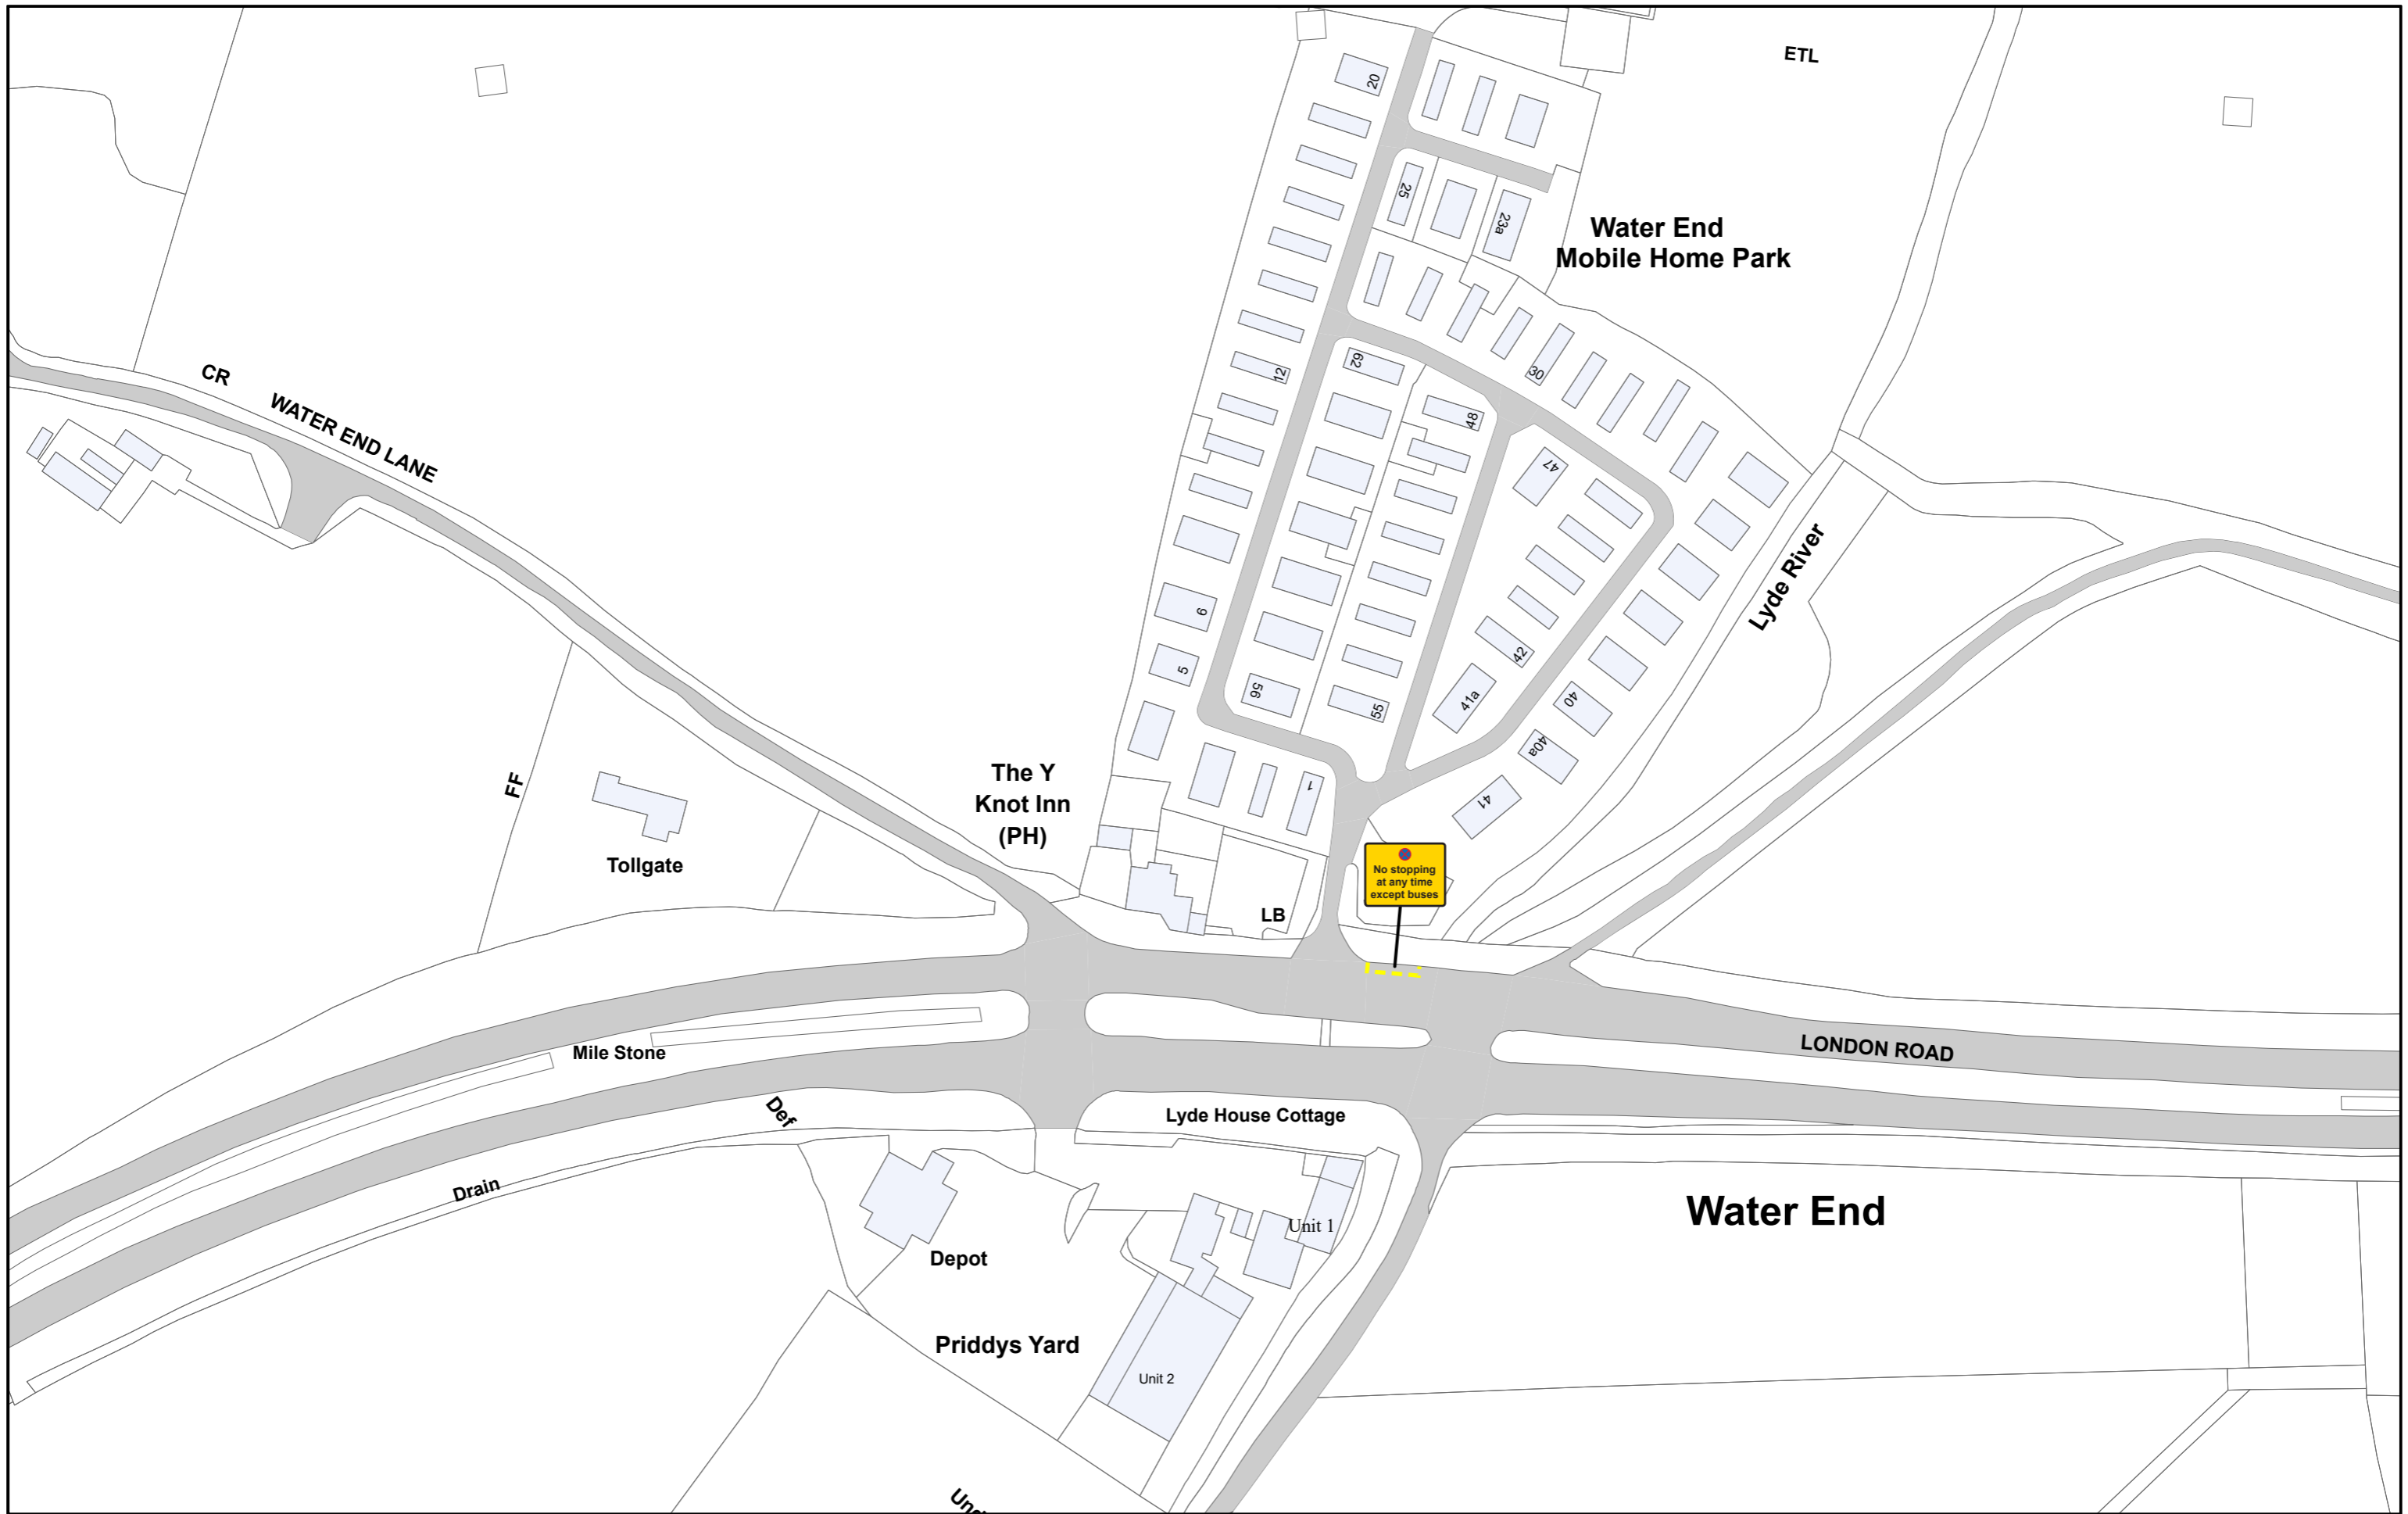 ETL
20
25
23a
Water End
Mobile Home Park
CR
WATER END LANE
12
62
30
48
47
Lyde River
9
5
56
55
42
41a
40
40a
41
1
The Y
Knot Inn
(PH)
FF
Tollgate
No stopping
at any time
except buses
LB
Mile Stone
LONDON ROAD
Def
Lyde House Cottage
Drain
Water End
Unit 1
Depot
Priddys Yard
Unit 2